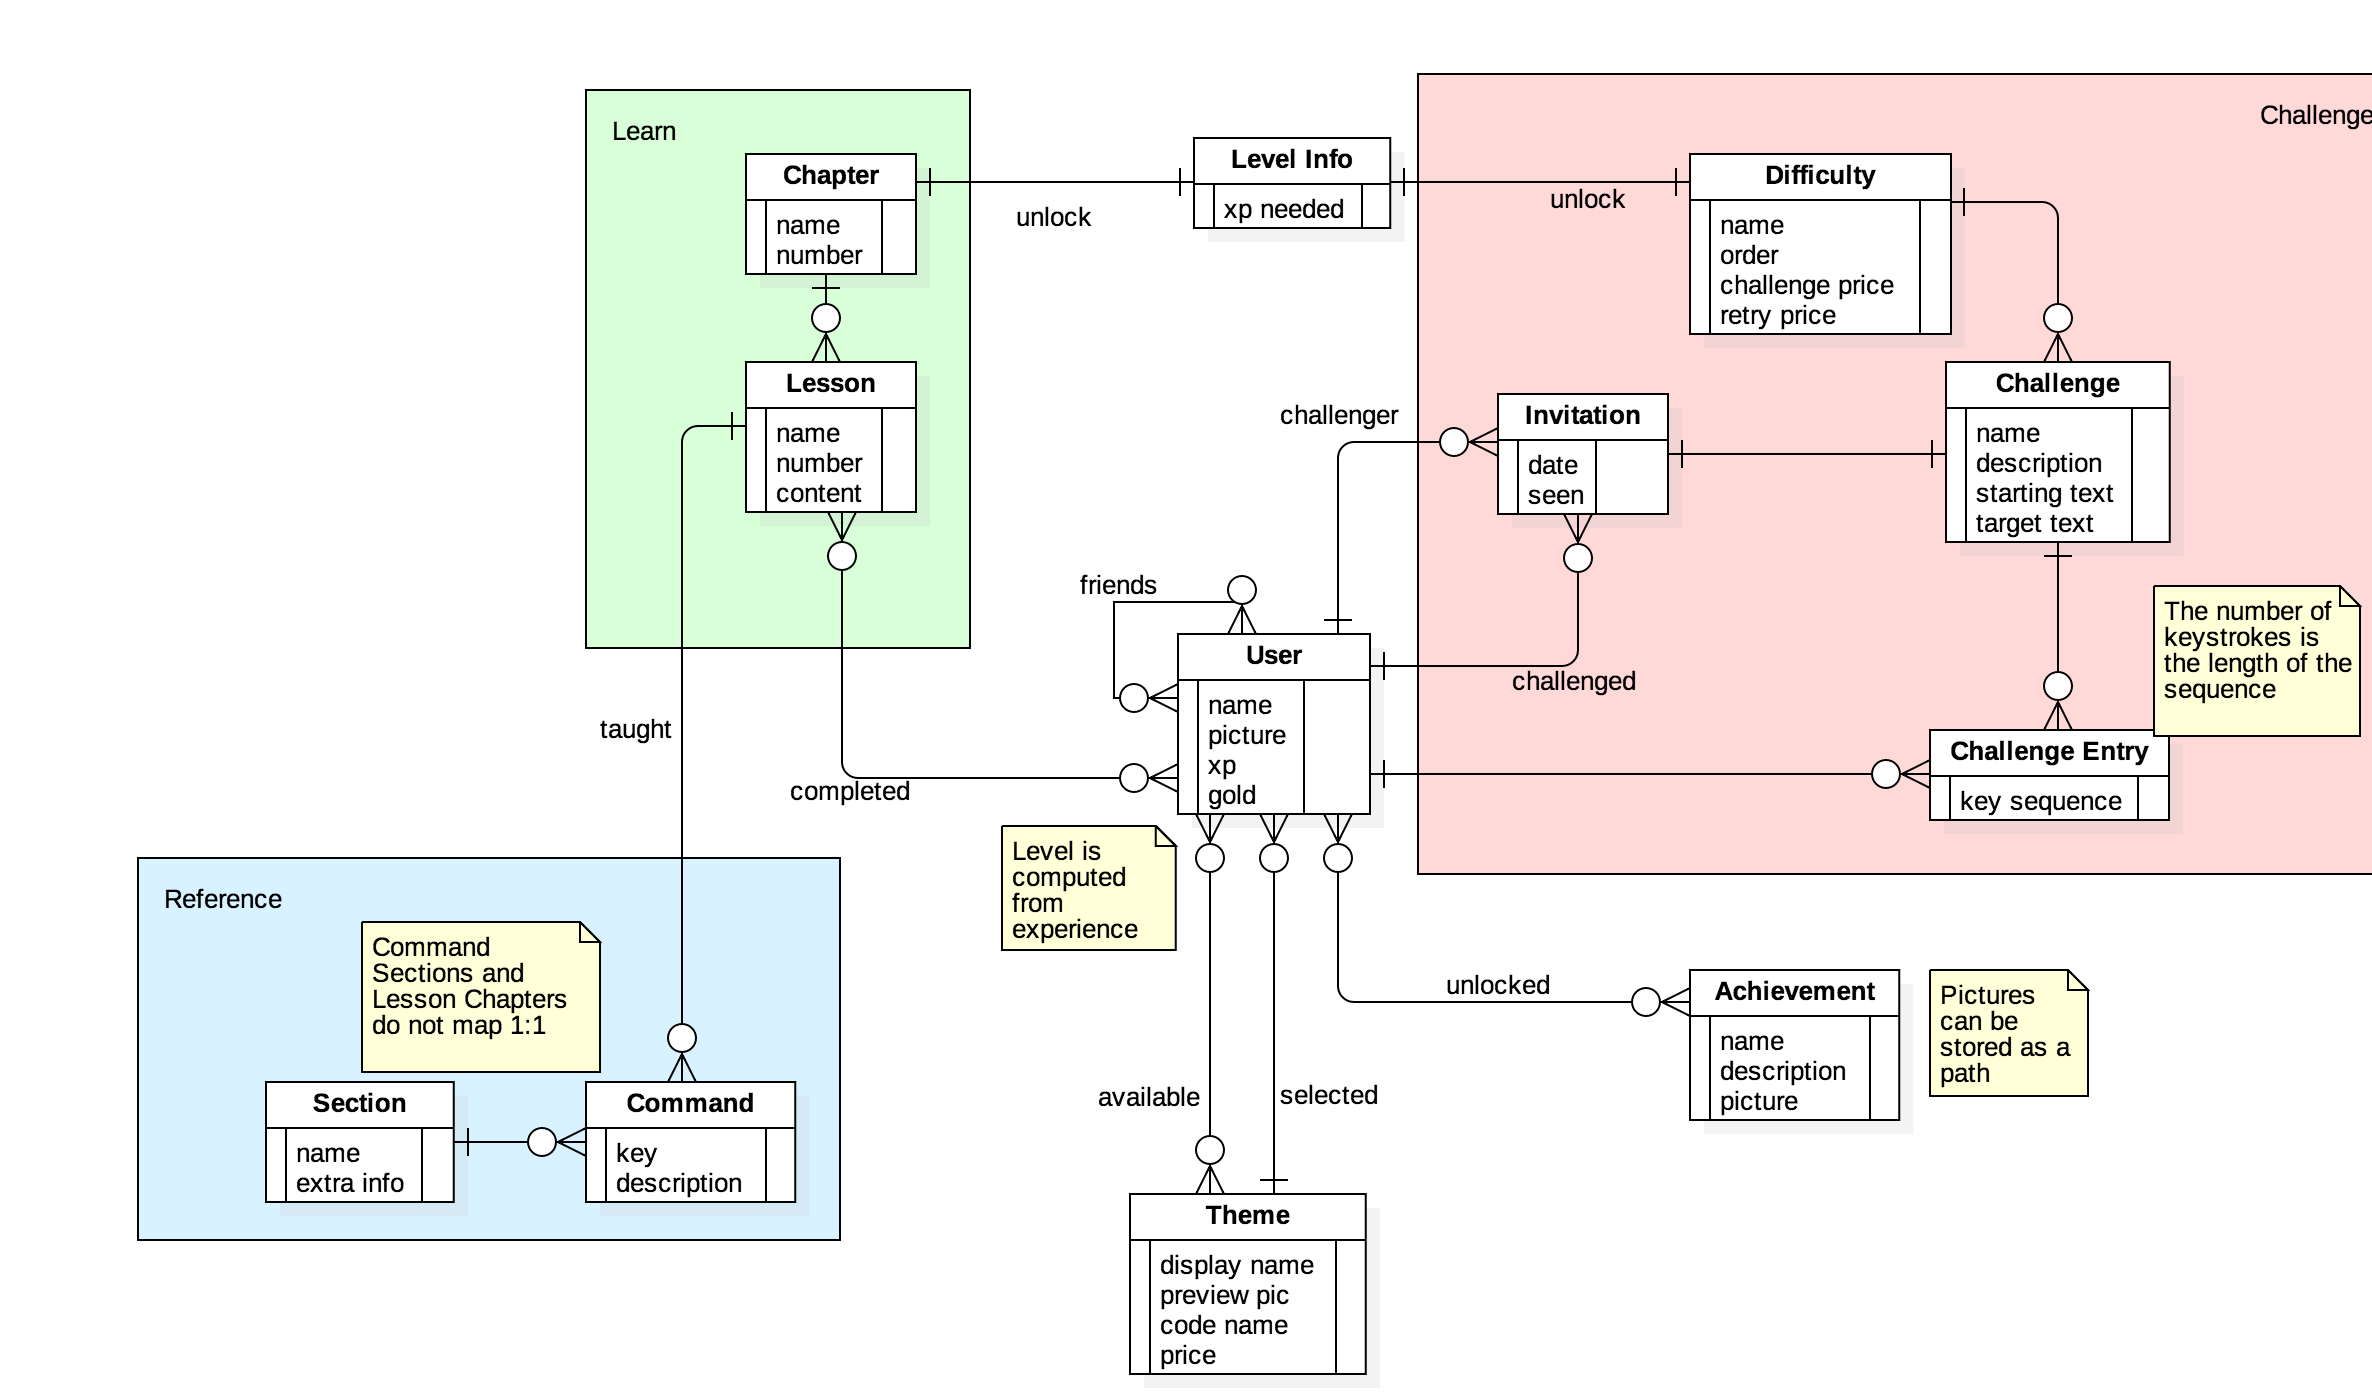 Learn
Chapter
name
number
unlock
Level Info
xp needed
unlock
Challenge
Difficulty
name
order
challenge price
retry price
Lesson
name
number
content
challenger
Invitation
date
seen
Challenge
name
description
starting text
target text
friends
User
name
picture
xp
gold
challenged
The number of
keystrokes is
the length of the
sequence
Challenge Entry
key sequence
taught
completed
Level is
computed
from
experience
Reference
Command
Sections and
Lesson Chapters
do not map 1:1
Section
name
extra info
Command
key
description
available
selected
unlocked
Achievement
name
description
picture
Pictures
can be
stored as a
path
Theme
display name
preview pic
code name
price